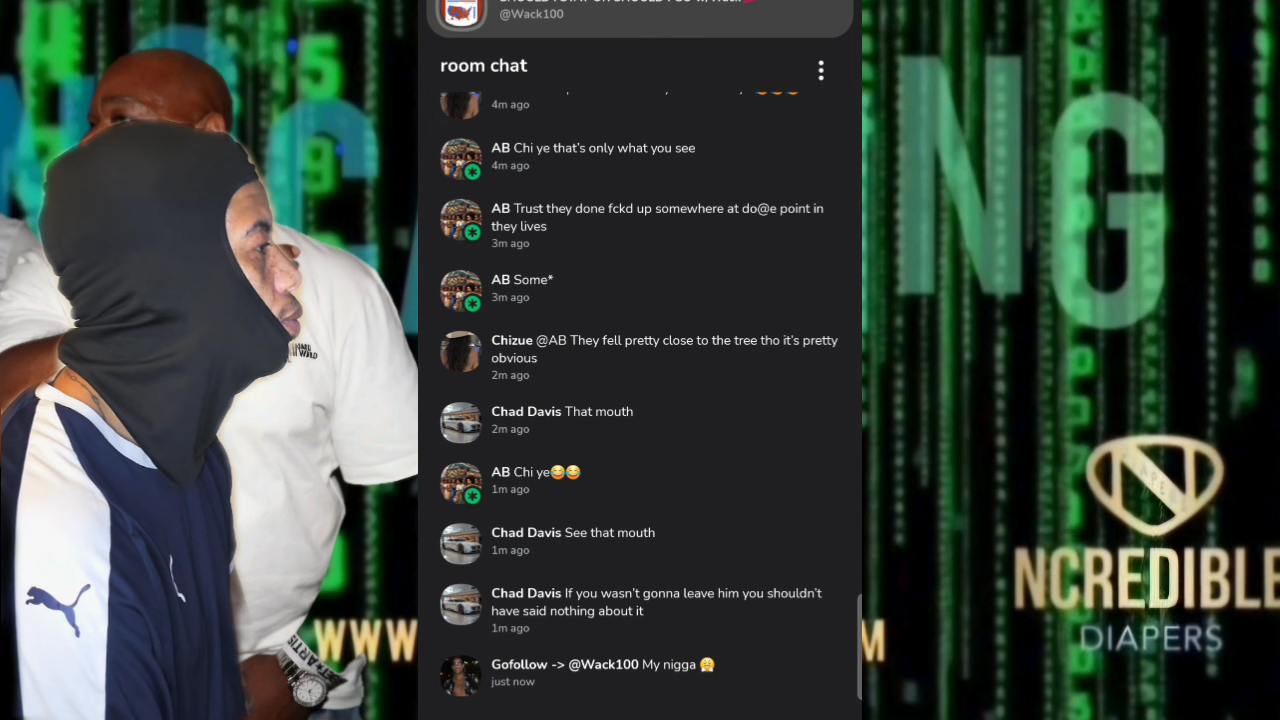 @Wack100
room chat
4m ago
AB Chi ye that's only what you see
4m ago
AB Trust they done fckd up somewhere at do@e point in
they lives
3m ago
AB Some*
3m ago
Chizue @AB They fell pretty close to the tree tho it's pretty
obvious
2m ago
Chad Davis That mouth
2m ago
AB Chi ye😂😂
1m ago
Chad Davis See that mouth
1m ago
Chad Davis If you wasn't gonna leave him you shouldn't
have said nothing about it
1m ago
Gofollow -> @Wack100 My nigga 😤
just now
NG
NCREDIBLE
DIAPERS
WWW